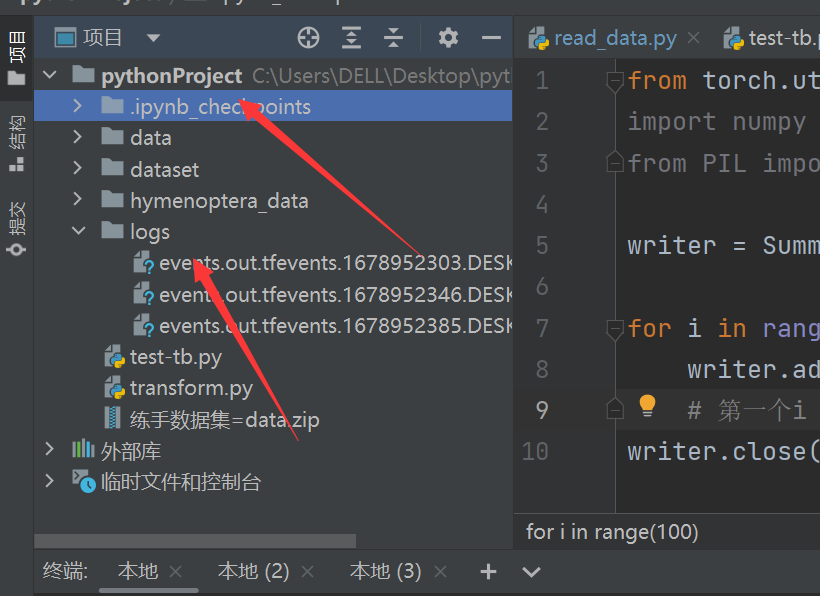 项目
结构
提交
项目
pythonProject C:\Users\DELL\Desktop\pyt
.ipynb_checkpoints
data
dataset
hymenoptera_data
logs
events.out.tfevents.1678952303.DESK
events.out.tfevents.1678952346.DESK
events.out.tfevents.1678952385.DESK
test-tb.py
transform.py
练手数据集=data.zip
外部库
临时文件和控制台
read_data.py test-tb.p
1 from torch.ut
2 import numpy
3 from PIL impo
4
5 writer = Summ
6
7 for i in rang
8 writer.ad
9 # 第一个i
10 writer.close(
for i in range(100)
终端: 本地 本地 (2) 本地 (3)